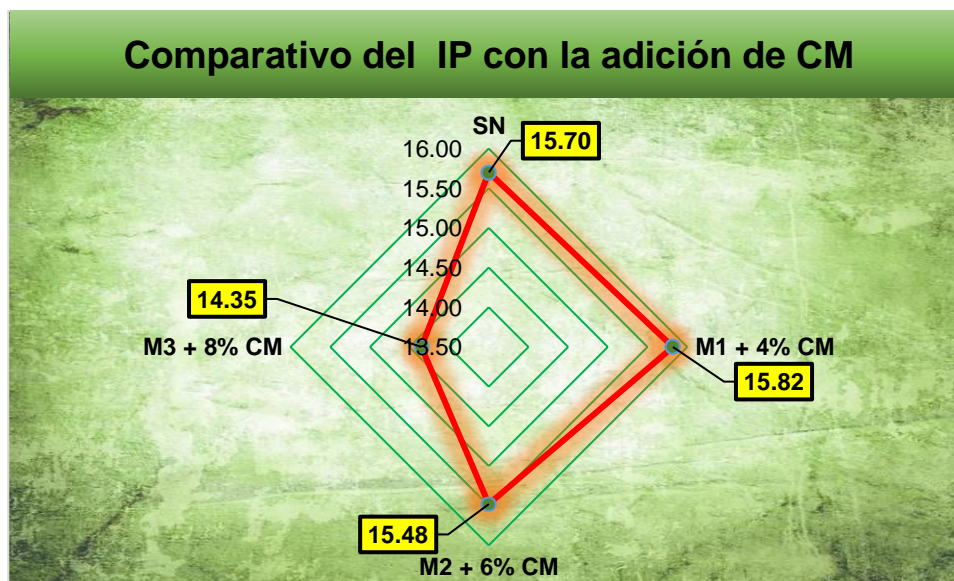 Comparativo del IP con la adición de CM
SN
15.70
16.00
15.50
15.00
14.50
14.35
14.00
M3 + 8% CM
13.50
M1 + 4% CM
15.82
15.48
M2 + 6% CM